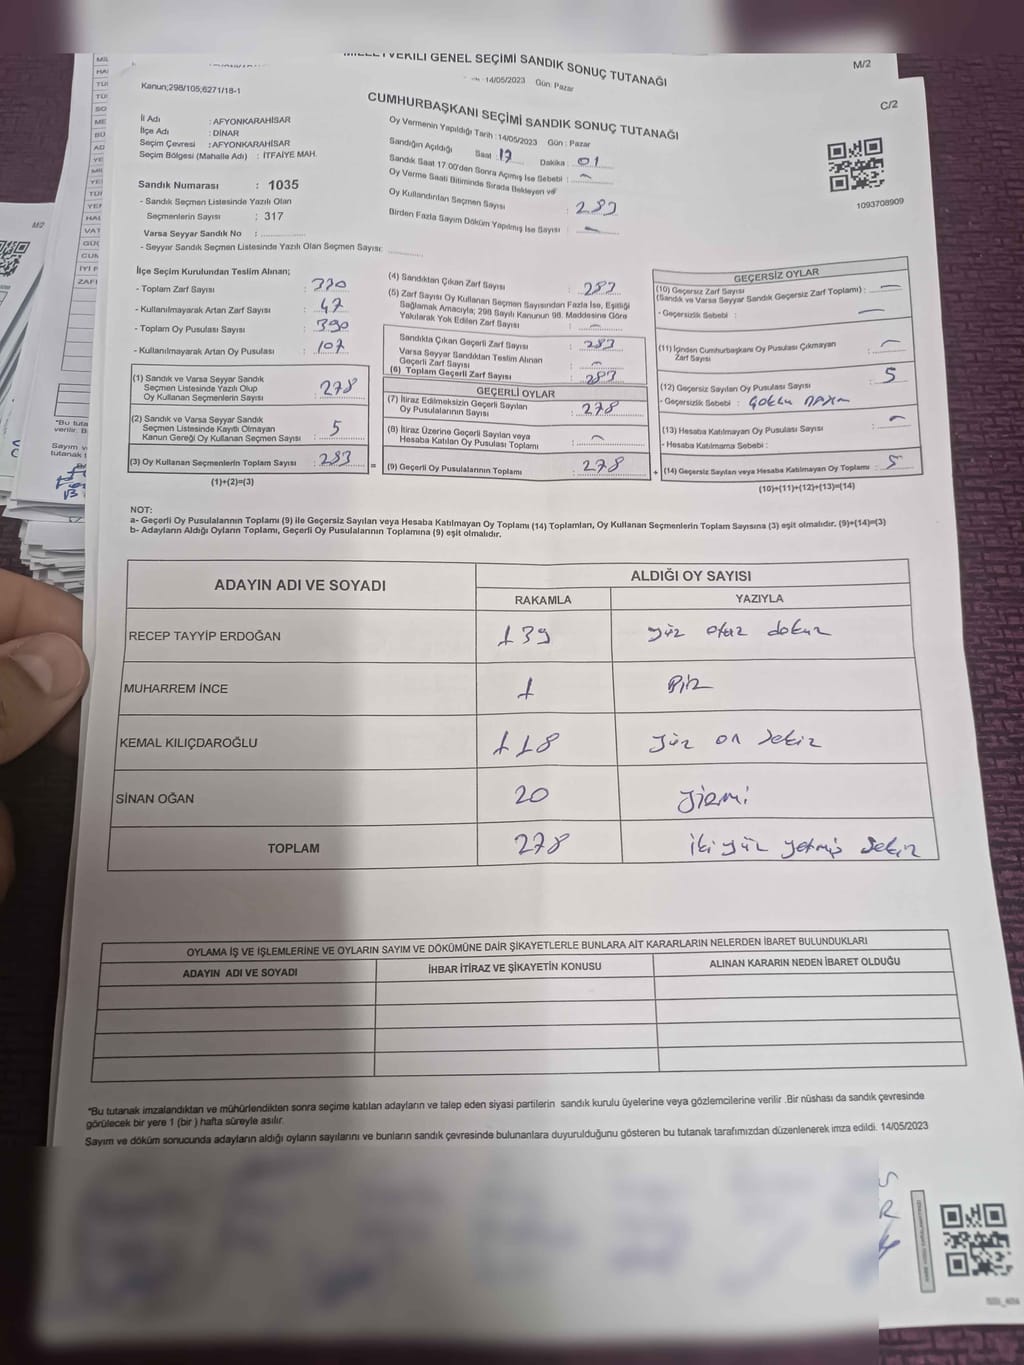 MİLLETVEKİLİ GENEL SEÇİMİ SANDIK SONUÇ TUTANAĞI
M/2
14/05/2023 Gün: Pazar
Kanun;298/105;6271/18-1
C/2
CUMHURBAŞKANI SEÇİMİ SANDIK SONUÇ TUTANAĞI
Oy Vermenin Yapıldığı Tarih :14/05/2023 Gün : Pazar
İl Adı : AFYONKARAHİSAR
İlçe Adı : DİNAR
Seçim Çevresi : AFYONKARAHİSAR
Seçim Bölgesi (Mahalle Adı) : İTFAİYE MAH.
Sandığın Açıldığı Saat 17 Dakika : 01
Sandık Saat 17:00'den Sonra Açımış İse Sebebi :
Oy Verme Saati Bitiminde Sırada Bekleyen ve
Oy Kullandırılan Seçmen Sayısı : 283
Birden Fazla Sayım Döküm Yapılmış İse Sayısı :
1093708909
Sandık Numarası : 1035
- Sandık Seçmen Listesinde Yazılı Olan
Seçmenlerin Sayısı : 317
Varsa Seyyar Sandık No :
- Seyyar Sandık Seçmen Listesinde Yazılı Olan Seçmen Sayısı:
İlçe Seçim Kurulundan Teslim Alınan;
- Toplam Zarf Sayısı : 330
- Kullanılmayarak Artan Zarf Sayısı : 47
- Toplam Oy Pusulası Sayısı : 390
- Kullanılmayarak Artan Oy Pusulası : 107
(1) Sandık ve Varsa Seyyar Sandık
Seçmen Listesinde Yazılı Olup
Oy Kullanan Seçmenlerin Sayısı : 278
(2) Sandık ve Varsa Seyyar Sandık
Seçmen Listesinde Kayıtlı Olmayan
Kanun Gereği Oy Kullanan Seçmen Sayısı : 5
(3) Oy Kullanan Seçmenlerin Toplam Sayısı : 283
(1)+(2)=(3)
(4) Sandıktan Çıkan Zarf Sayısı : 283
(5) Zarf Sayısı Oy Kullanan Seçmen Sayısından Fazla İse, Eşitliği
Sağlamak Amacıyla; 298 Sayılı Kanunun 98. Maddesine Göre
Yakılarak Yok Edilen Zarf Sayısı :
Sandıkla Çıkan Geçerli Zarf Sayısı : 283
Varsa Seyyar Sandıktan Teslim Alınan
Geçerli Zarf Sayısı :
(6) Toplam Geçerli Zarf Sayısı : 283
GEÇERLİ OYLAR
(7) İtiraz Edilmeksizin Geçerli Sayılan
Oy Pusulalarının Sayısı : 278
(8) İtiraz Üzerine Geçerli Sayılan veya
Hesaba Katılan Oy Pusulası Toplamı :
= (9) Geçerli Oy Pusulalarının Toplamı : 278 +
GEÇERSİZ OYLAR
(10) Geçersiz Zarf Sayısı
(Sandık ve Varsa Seyyar Sandık Geçersiz Zarf Toplamı) :
- Geçersizlik Sebebi :
(11) İçinden Cumhurbaşkanı Oy Pusulası Çıkmayan
Zarf Sayısı :
(12) Geçersiz Sayılan Oy Pusulası Sayısı : 5
- Geçersizlik Sebebi :
(13) Hesaba Katılmayan Oy Pusulası Sayısı :
- Hesaba Katılmama Sebebi :
(14) Geçersiz Sayılan veya Hesaba Katılmayan Oy Toplamı : 5
(10)+(11)+(12)+(13)=(14)
NOT:
a- Geçerli Oy Pusulalarının Toplamı (9) ile Geçersiz Sayılan veya Hesaba Katılmayan Oy Toplamı (14) Toplamları, Oy Kullanan Seçmenlerin Toplam Sayısına (3) eşit olmalıdır. (9)+(14)=(3)
b- Adayların Aldığı Oyların Toplamı, Geçerli Oy Pusulalarının Toplamına (9) eşit olmalıdır.
ADAYIN ADI VE SOYADI
ALDIĞI OY SAYISI
RAKAMLA YAZIYLA
RECEP TAYYİP ERDOĞAN 139 yüz otuz dokuz
MUHARREM İNCE 1 Bir
KEMAL KILIÇDAROĞLU 118 yüz on sekiz
SİNAN OĞAN 20 yirmi
TOPLAM 278 iki yüz yetmiş sekiz
OYLAMA İŞ VE İŞLEMLERİNE VE OYLARIN SAYIM VE DÖKÜMÜNE DAİR ŞİKAYETLERLE BUNLARA AİT KARARLARIN NELERDEN İBARET BULUNDUKLARI
ADAYIN ADI VE SOYADI İHBAR İTİRAZ VE ŞİKAYETİN KONUSU ALINAN KARARIN NEDEN İBARET OLDUĞU
*Bu tutanak imzalandıktan ve mühürlendikten sonra seçime katılan adayların ve talep eden siyasi partilerin sandık kurulu üyelerine veya gözlemcilerine verilir .Bir nüshası da sandık çevresinde
görülecek bir yere 1 (bir ) hafta süreyle asılır.
Sayım ve döküm sonucunda adayların aldığı oyların sayılarını ve bunların sandık çevresinde bulunanlara duyurulduğunu gösteren bu tutanak tarafımızdan düzenlenerek imza edildi. 14/05/2023